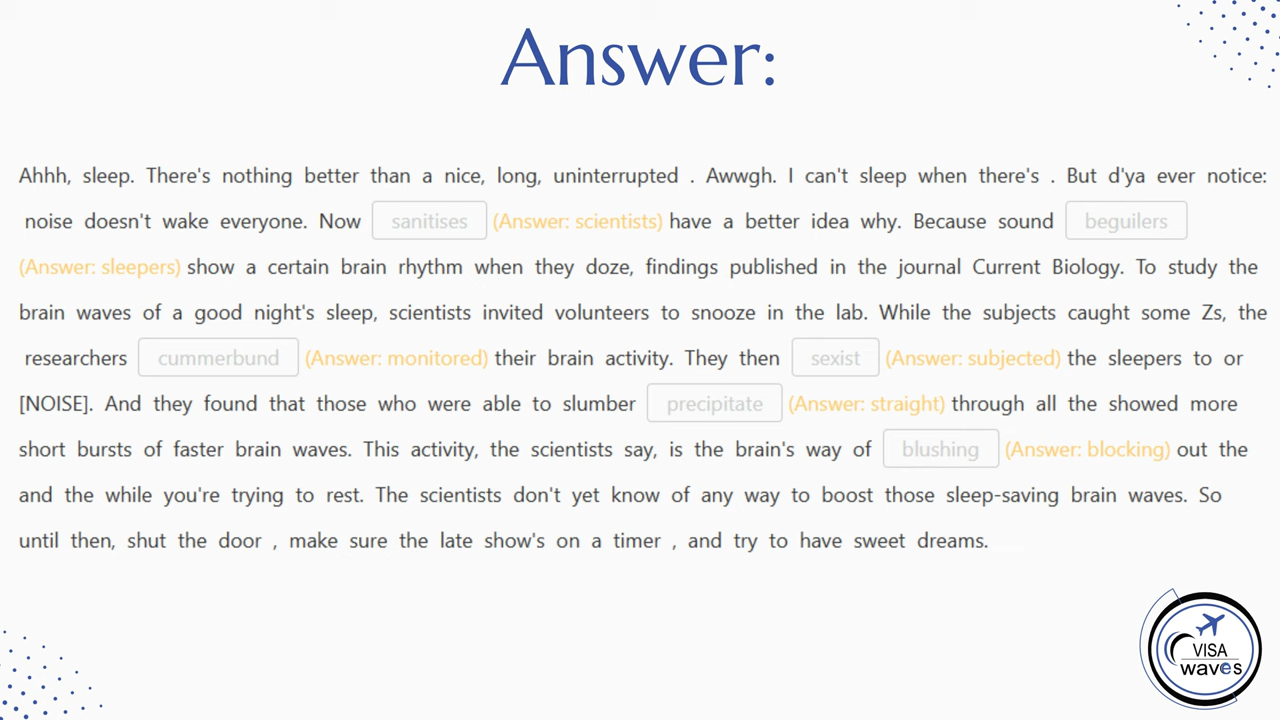 Answer:
Ahhh, sleep. There's nothing better than a nice, long, uninterrupted . Awwgh. I can't sleep when there's . But d'ya ever notice:
noise doesn't wake everyone. Now sanitises (Answer: scientists) have a better idea why. Because sound beguilers
(Answer: sleepers) show a certain brain rhythm when they doze, findings published in the journal Current Biology. To study the
brain waves of a good night's sleep, scientists invited volunteers to snooze in the lab. While the subjects caught some Zs, the
researchers cummerbund (Answer: monitored) their brain activity. They then sexist (Answer: subjected) the sleepers to or
[NOISE]. And they found that those who were able to slumber precipitate (Answer: straight) through all the showed more
short bursts of faster brain waves. This activity, the scientists say, is the brain's way of blushing (Answer: blocking) out the
and the while you're trying to rest. The scientists don't yet know of any way to boost those sleep-saving brain waves. So
until then, shut the door , make sure the late show's on a timer , and try to have sweet dreams.
VISA
waves